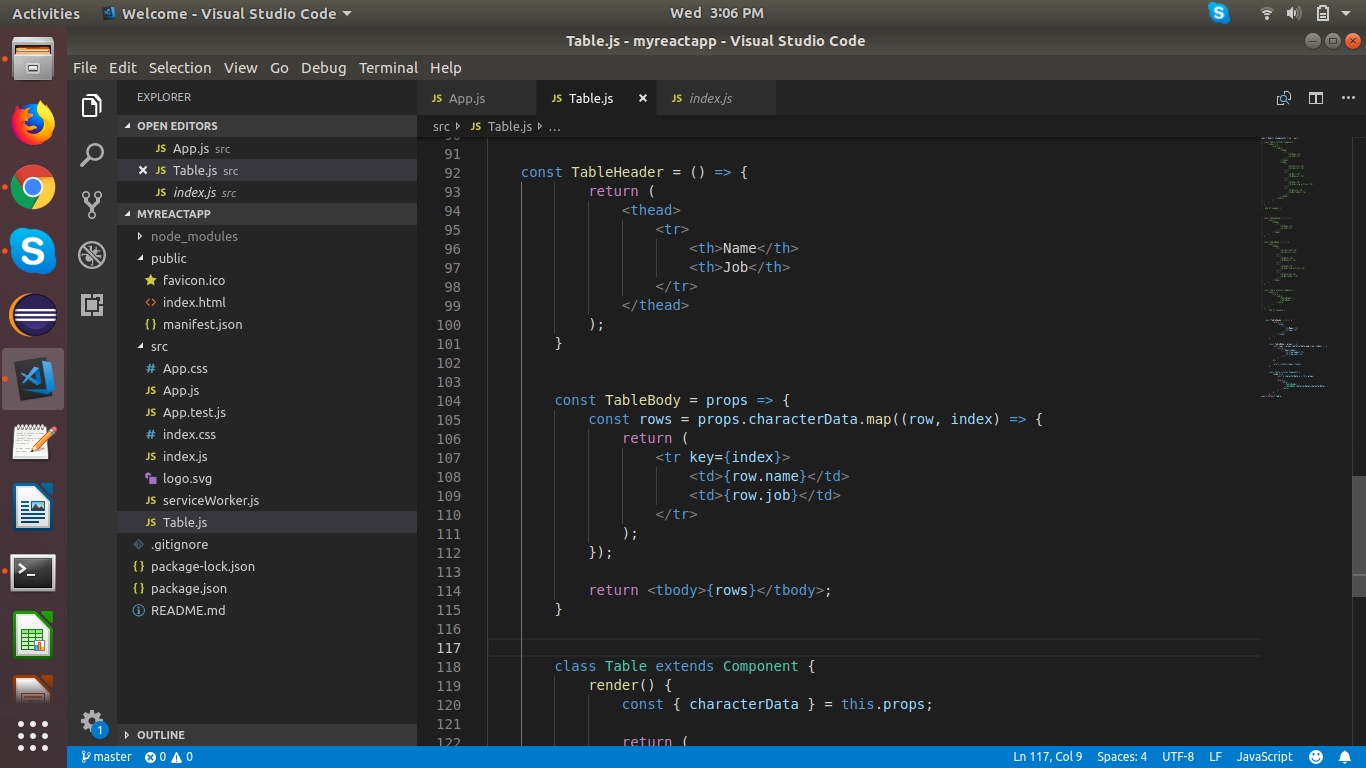 Activities
Welcome - Visual Studio Code
Wed 3:06 PM
Table.js - myreactapp - Visual Studio Code
File Edit Selection View Go Debug Terminal Help
EXPLORER
OPEN EDITORS
JS App.js src
JS Table.js src
JS index.js src
MYREACTAPP
node_modules
public
favicon.ico
<> index.html
{} manifest.json
src
# App.css
JS App.js
JS App.test.js
# index.css
JS index.js
logo.svg
JS serviceWorker.js
JS Table.js
.gitignore
{} package-lock.json
{} package.json
README.md
OUTLINE
1
JS App.js JS Table.js JS index.js
src JS Table.js ...
91
92 const TableHeader = () => {
93 return (
94 <thead>
95 <tr>
96 <th>Name</th>
97 <th>Job</th>
98 </tr>
99 </thead>
100 );
101 }
102
103
104 const TableBody = props => {
105 const rows = props.characterData.map((row, index) => {
106 return (
107 <tr key={index}>
108 <td>{row.name}</td>
109 <td>{row.job}</td>
110 </tr>
111 );
112 });
113
114 return <tbody>{rows}</tbody>;
115 }
116
117
118 class Table extends Component {
119 render() {
120 const { characterData } = this.props;
121
122 return (
master 0 0 Ln 117, Col 9 Spaces: 4 UTF-8 LF JavaScript